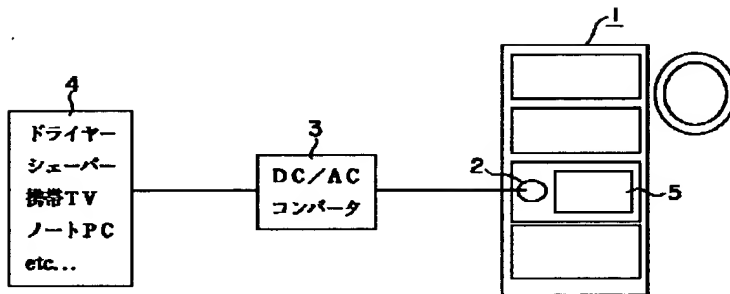 1
4
ドライヤー
シェーバー
携帯TV
ノートPC
etc...
3
DC／AC
コンバータ
2
5